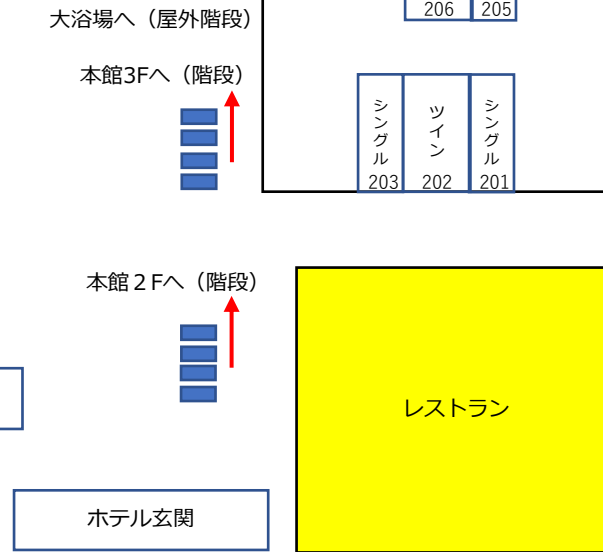 大浴場へ（屋外階段）
206 205
本館3Fへ（階段）
シングル
ツイン
シングル
203 202 201
本館２Fへ（階段）
レストラン
ホテル玄関